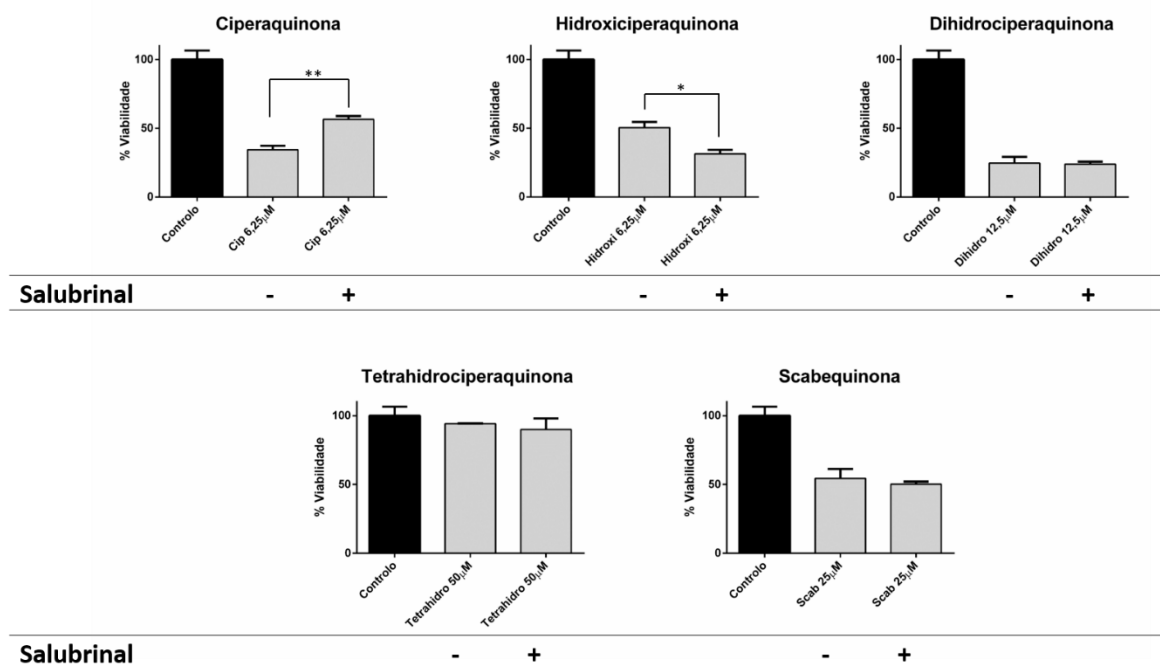 Ciperaquinona
% Viabilidade
100
50
0
**
Controlo
Cip 6,25µM
Cip 6,25µM
Hidroxiciperaquinona
% Viabilidade
100
50
0
*
Controlo
Hidroxi 6,25µM
Hidroxi 6,25µM
Dihidrociperaquinona
% Viabilidade
100
50
0
Controlo
Dihidro 12,5µM
Dihidro 12,5µM
Salubrinal - + - + - +
Tetrahidrociperaquinona
% Viabilidade
100
50
0
Controlo
Tetrahidro 50µM
Tetrahidro 50µM
Scabequinona
% Viabilidade
100
50
0
Controlo
Scab 25µM
Scab 25µM
Salubrinal - + - +